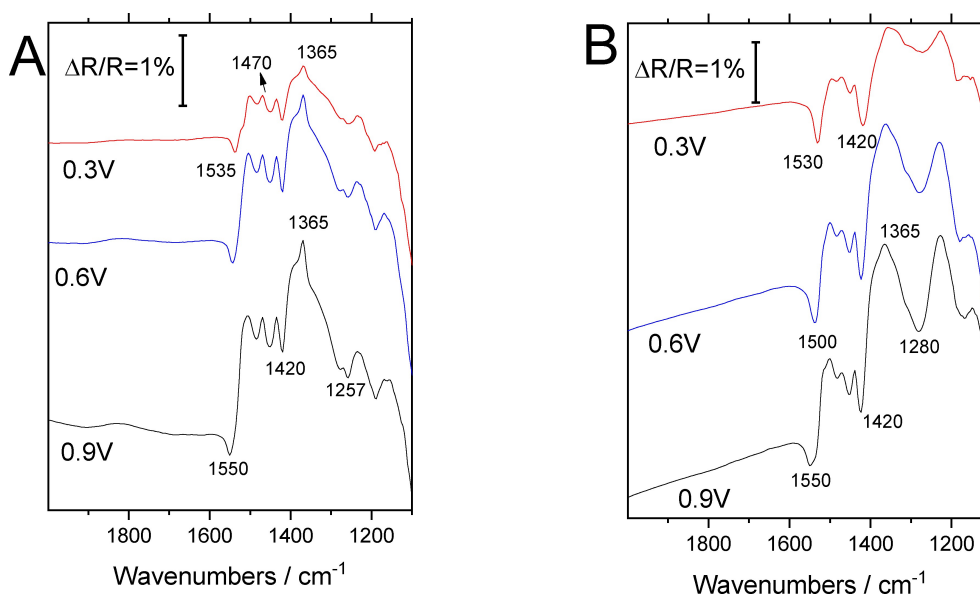 A
ΔR/R=1%
1470
1365
0.3V
1535
0.6V
1365
1420
1257
0.9V
1550
1800
1600
1400
1200
Wavenumbers / cm⁻¹
B
ΔR/R=1%
0.3V
1530
1420
0.6V
1500
1365
1280
1420
0.9V
1550
1800
1600
1400
1200
Wavenumbers / cm⁻¹